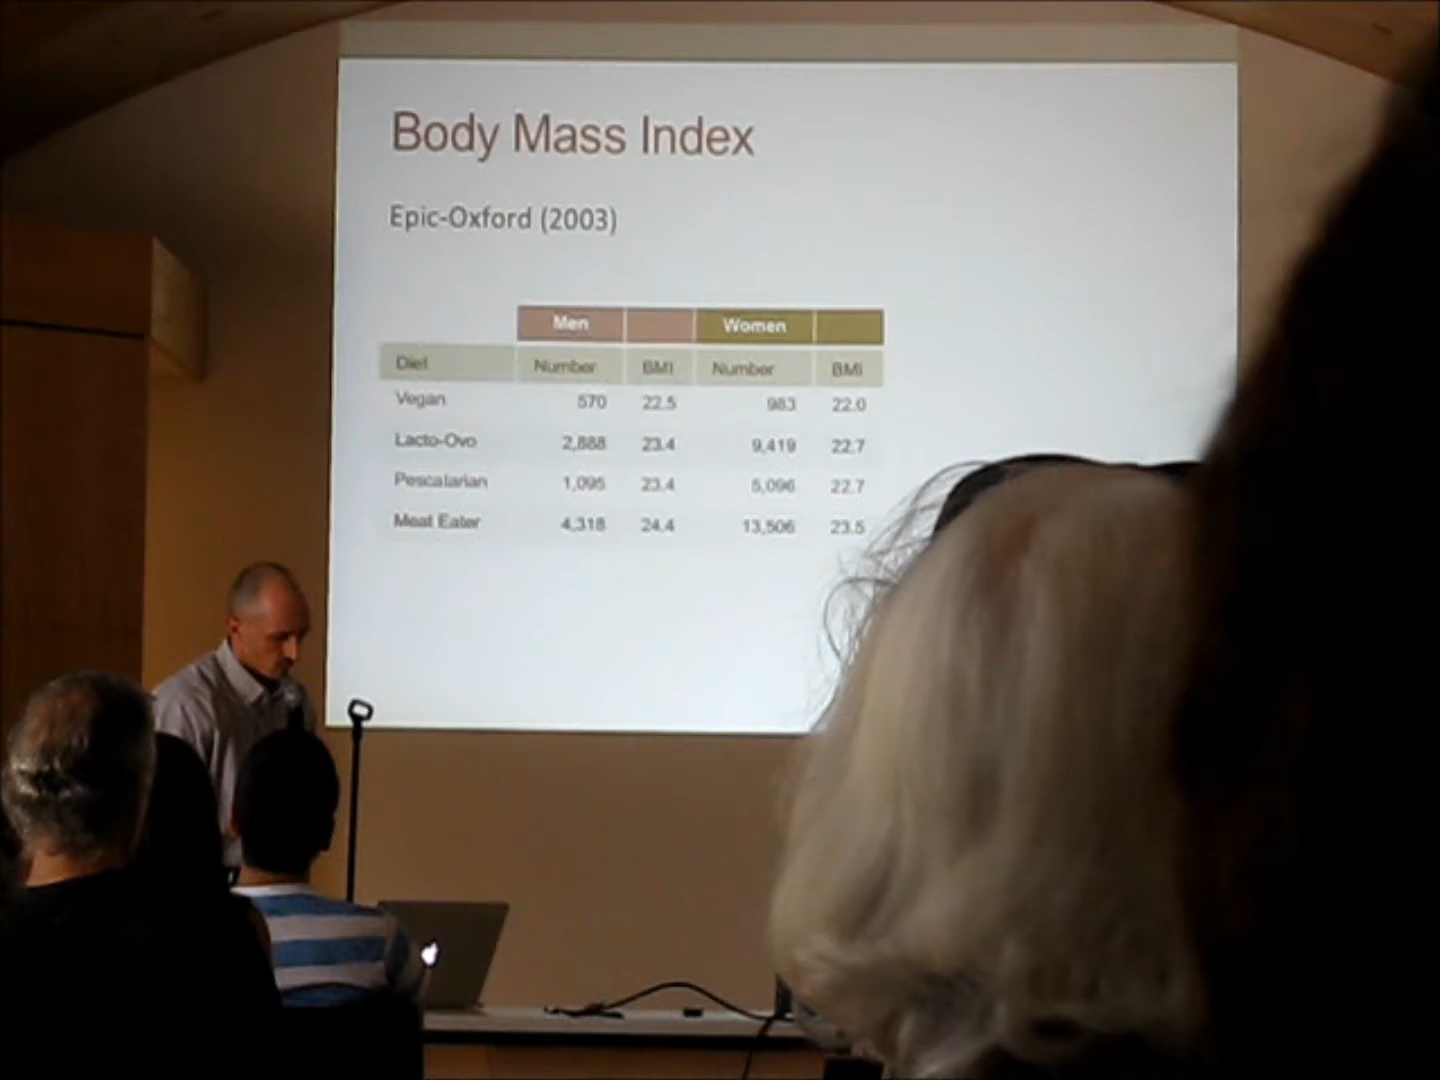 Body Mass Index
Epic-Oxford (2003)
Men Women
Diet Number BMI Number BMI
Vegan 570 22.5 983 22.0
Lacto-Ovo 2,888 23.4 9,419 22.7
Pescatarian 1,095 23.4 5,096 22.7
Meat Eater 4,318 24.4 13,506 23.5